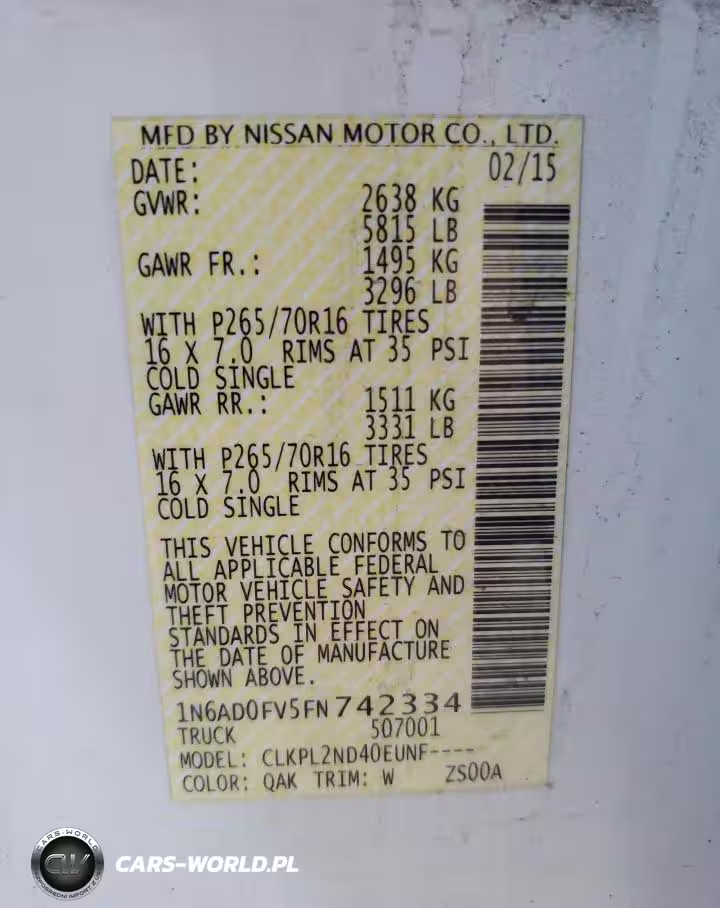 MFD BY NISSAN MOTOR CO., LTD.
DATE: 02/15
GVWR: 2638 KG
5815 LB
GAWR FR.: 1495 KG
3296 LB
WITH P265/70R16 TIRES
16 X 7.0 RIMS AT 35 PSI
COLD SINGLE
GAWR RR.: 1511 KG
3331 LB
WITH P265/70R16 TIRES
16 X 7.0 RIMS AT 35 PSI
COLD SINGLE
THIS VEHICLE CONFORMS TO
ALL APPLICABLE FEDERAL
MOTOR VEHICLE SAFETY AND
THEFT PREVENTION
STANDARDS IN EFFECT ON
THE DATE OF MANUFACTURE
SHOWN ABOVE.
1N6AD0FV5FN742334
TRUCK 507001
MODEL: CLKPL2ND40EUNF----
COLOR: QAK TRIM: W ZS00A
CARS-WORLD
CW
CARS-WORLD.PL